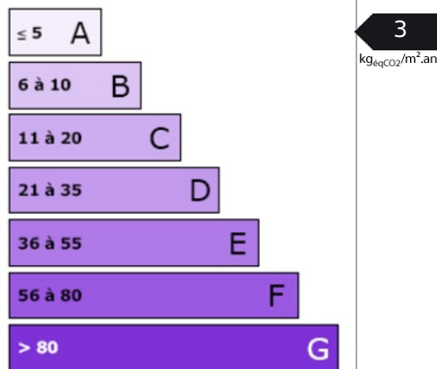 ≤ 5 A
3
kgéqCO2/m².an
6 à 10 B
11 à 20 C
21 à 35 D
36 à 55 E
56 à 80 F
> 80 G